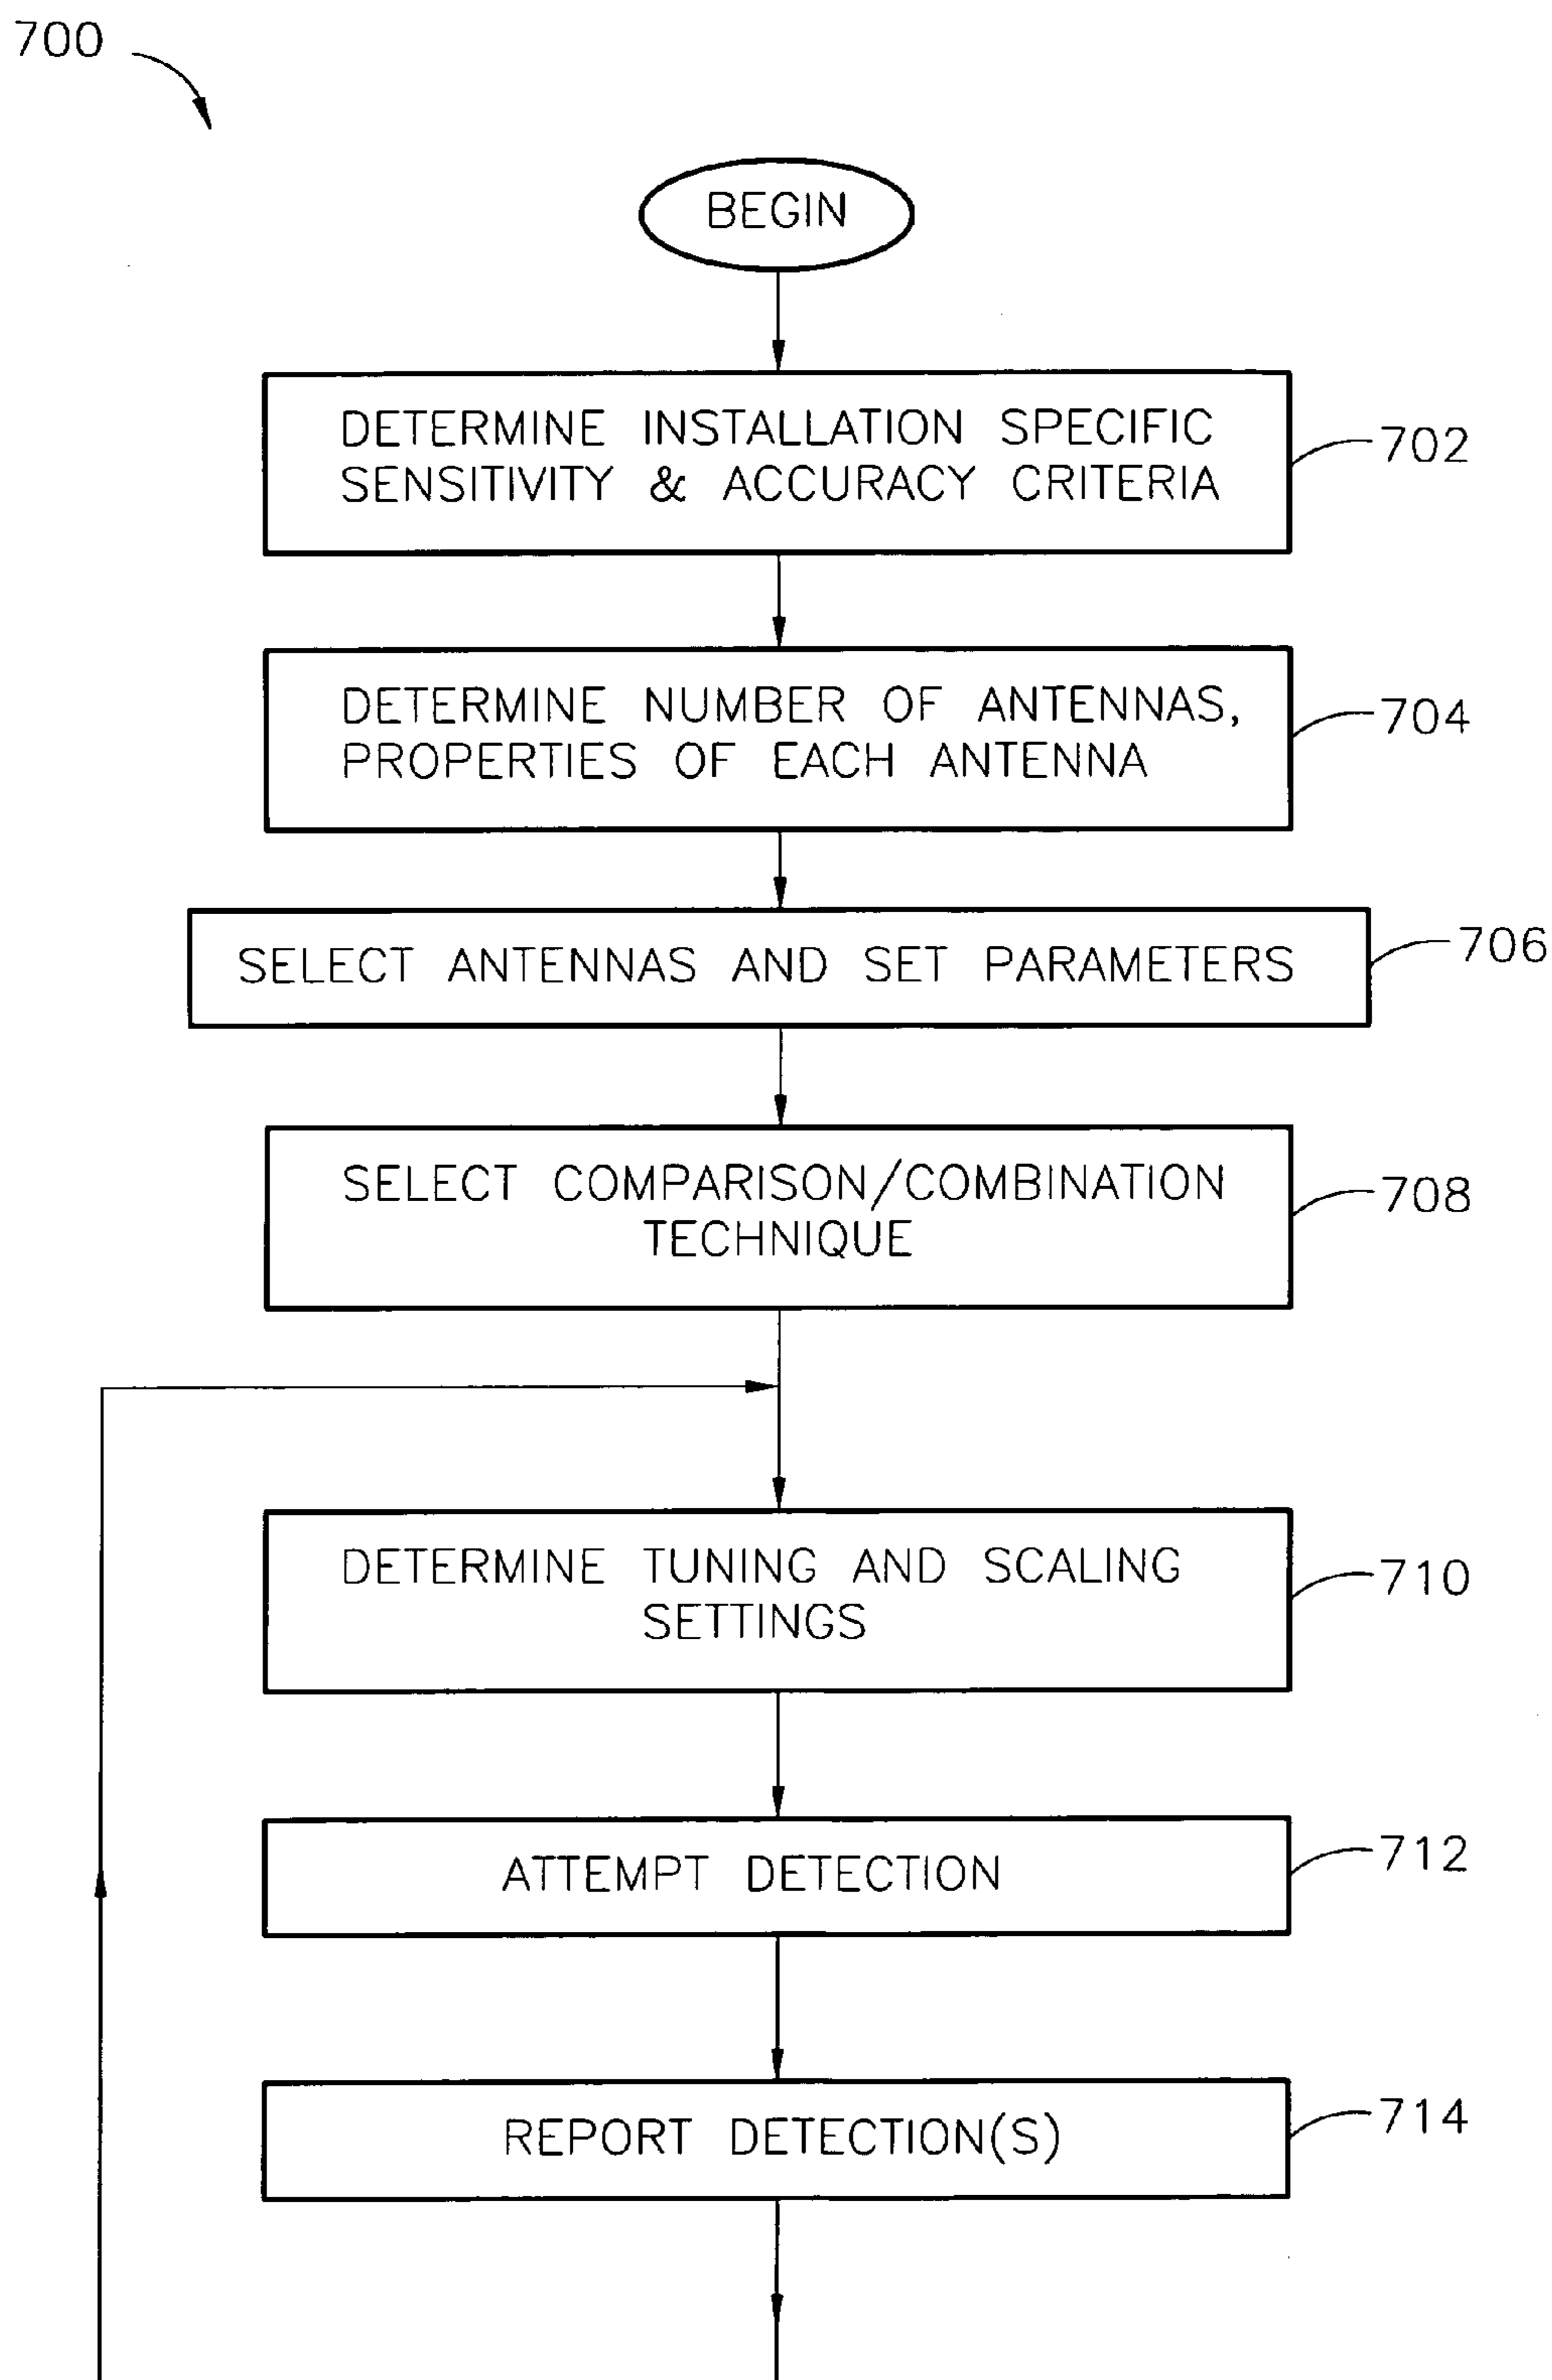 700
BEGIN
DETERMINE INSTALLATION SPECIFIC
SENSITIVITY & ACCURACY CRITERIA
702
DETERMINE NUMBER OF ANTENNAS,
PROPERTIES OF EACH ANTENNA
704
SELECT ANTENNAS AND SET PARAMETERS
706
SELECT COMPARISON/COMBINATION
TECHNIQUE
708
DETERMINE TUNING AND SCALING
SETTINGS
710
ATTEMPT DETECTION
712
REPORT DETECTION(S)
714